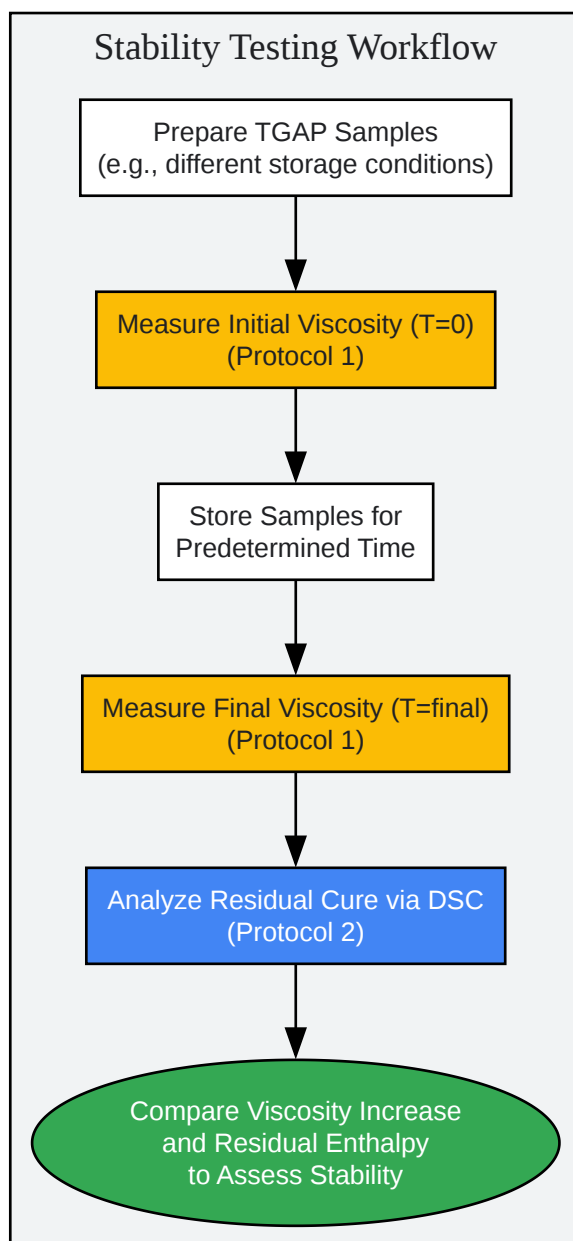 Stability Testing Workflow
Prepare TGAP Samples
(e.g., different storage conditions)
Measure Initial Viscosity (T=0)
(Protocol 1)
Store Samples for
Predetermined Time
Measure Final Viscosity (T=final)
(Protocol 1)
Analyze Residual Cure via DSC
(Protocol 2)
Compare Viscosity Increase
and Residual Enthalpy
to Assess Stability